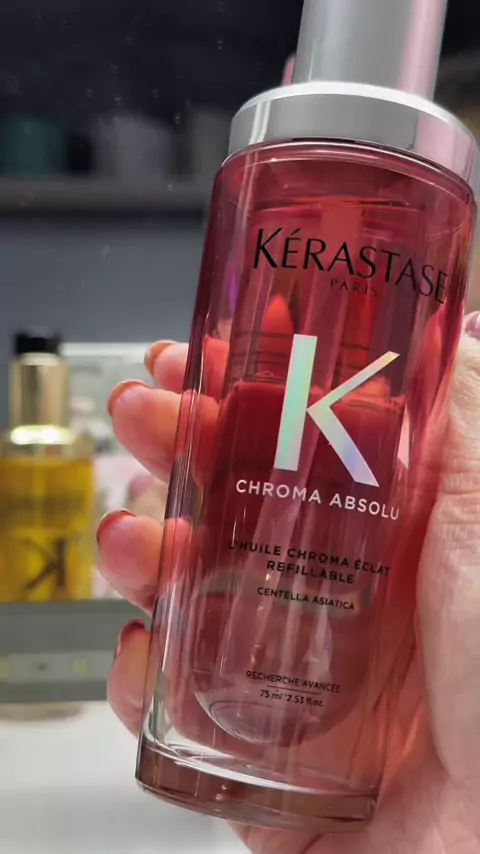 KÉRASTASE
PARIS
K
CHROMA ABSOLU
L'HUILE CHROMA ÉCLAT
REFILLABLE
CENTELLA ASIATICA
RECHERCHE AVANCÉE
75 ml 2.53 fl.oz.
K